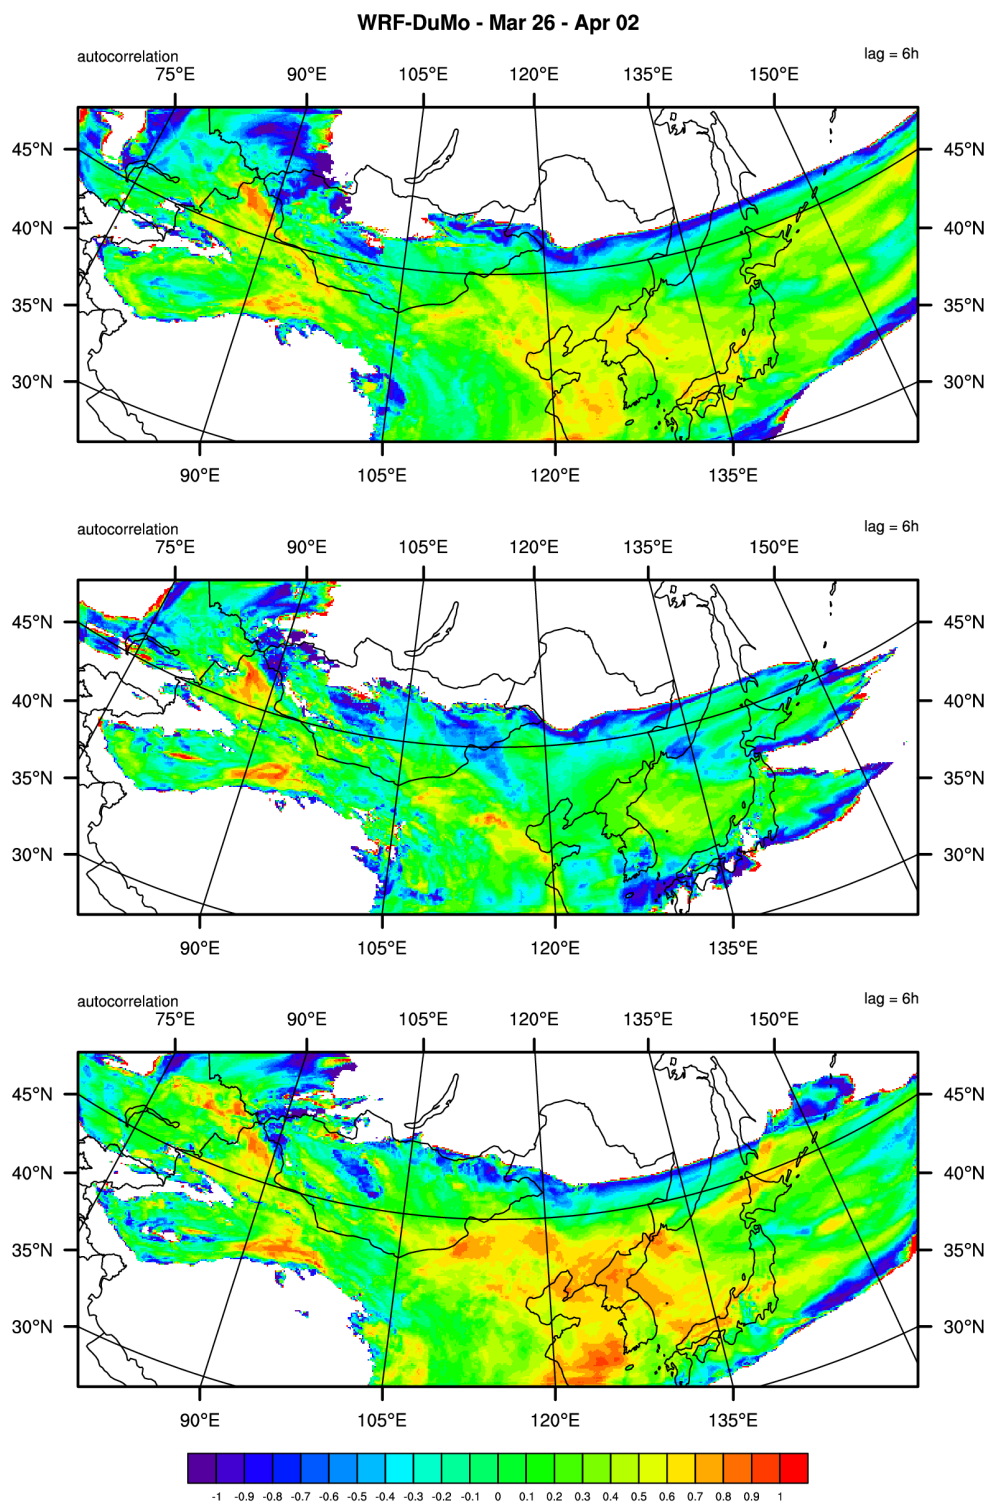 WRF-DuMo - Mar 26 - Apr 02
autocorrelation lag = 6h
75°E 90°E 105°E 120°E 135°E 150°E
45°N 45°N
40°N 40°N
35°N 35°N
30°N 30°N
90°E 105°E 120°E 135°E
autocorrelation lag = 6h
75°E 90°E 105°E 120°E 135°E 150°E
45°N 45°N
40°N 40°N
35°N 35°N
30°N 30°N
90°E 105°E 120°E 135°E
autocorrelation lag = 6h
75°E 90°E 105°E 120°E 135°E 150°E
45°N 45°N
40°N 40°N
35°N 35°N
30°N 30°N
90°E 105°E 120°E 135°E
-1 -0.9 -0.8 -0.7 -0.6 -0.5 -0.4 -0.3 -0.2 -0.1 0 0.1 0.2 0.3 0.4 0.5 0.6 0.7 0.8 0.9 1